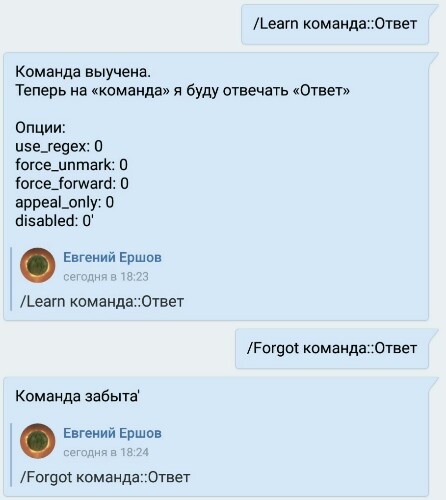 /Learn команда::Ответ
Команда выучена.
Теперь на «команда» я буду отвечать «Ответ»
Опции:
use_regex: 0
force_unmark: 0
force_forward: 0
appeal_only: 0
disabled: 0'
Евгений Ершов
сегодня в 18:23
/Learn команда::Ответ
/Forgot команда::Ответ
Команда забыта'
Евгений Ершов
сегодня в 18:24
/Forgot команда::Ответ